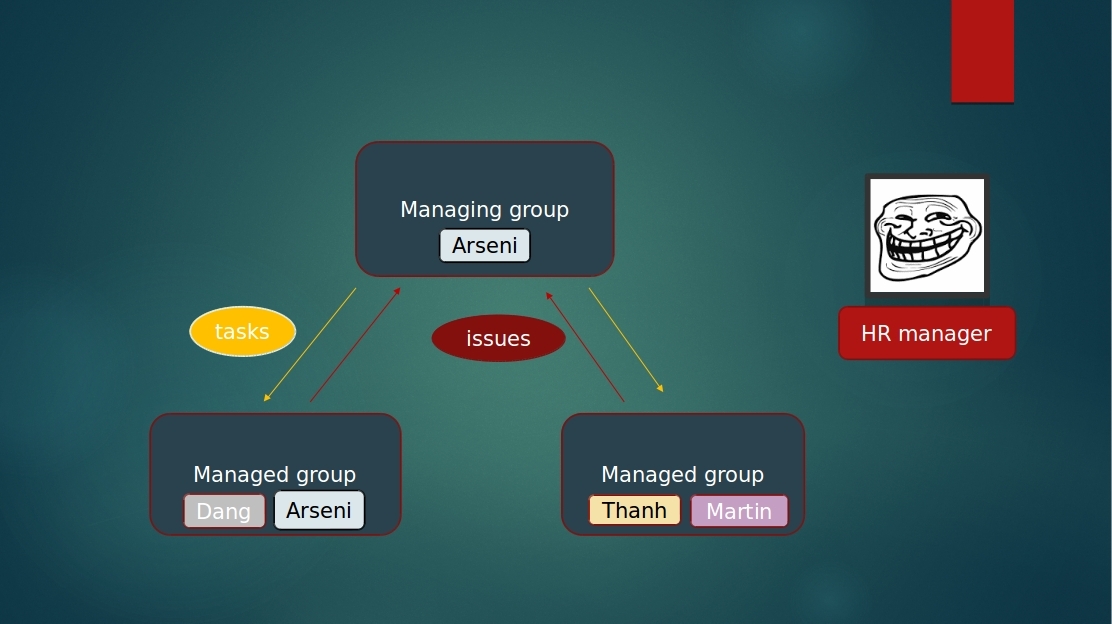 Managing group
Arseni
tasks
issues
HR manager
Managed group
Dang
Arseni
Managed group
Thanh
Martin